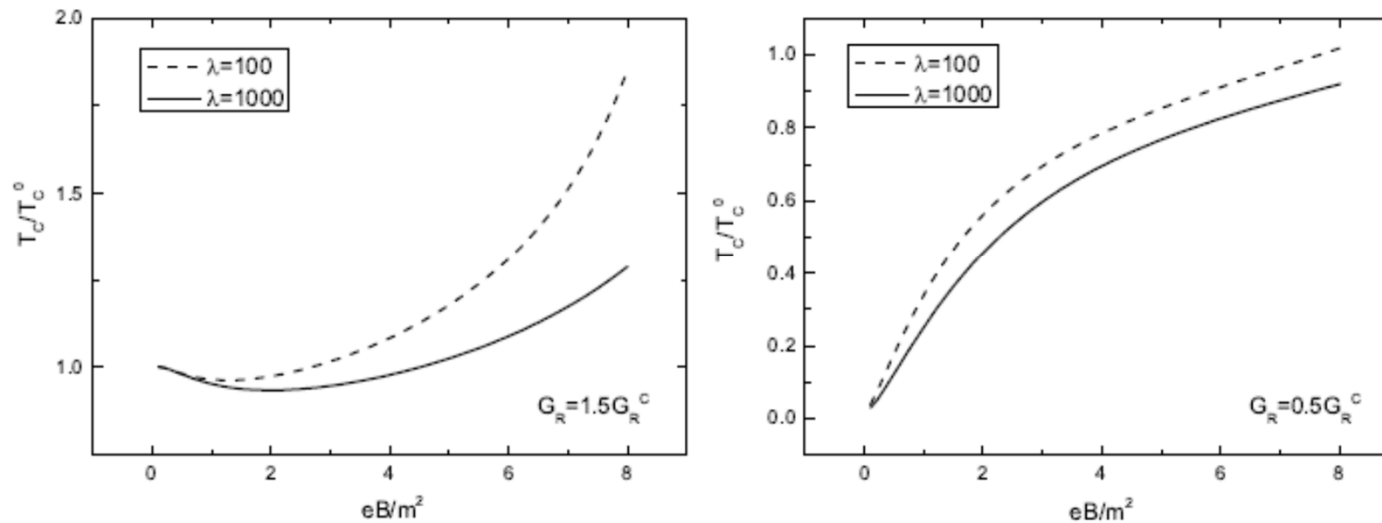 2.0
1.5
1.0
T_C/T_C^0
λ=100
λ=1000
G_R=1.5G_R^C
0 2 4 6 8
eB/m²
1.0
0.8
0.6
0.4
0.2
0.0
T_C/T_C^0
λ=100
λ=1000
G_R=0.5G_R^C
0 2 4 6 8
eB/m²